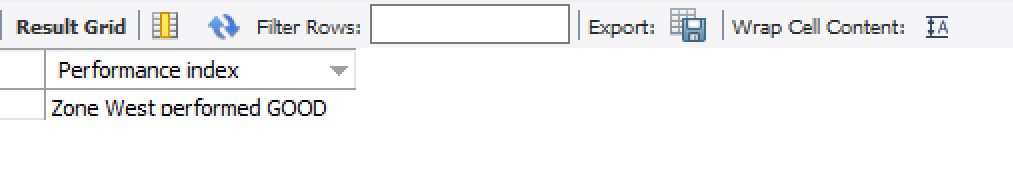 Result Grid Filter Rows: Export: Wrap Cell Content: A
Performance index
Zone West performed GOOD